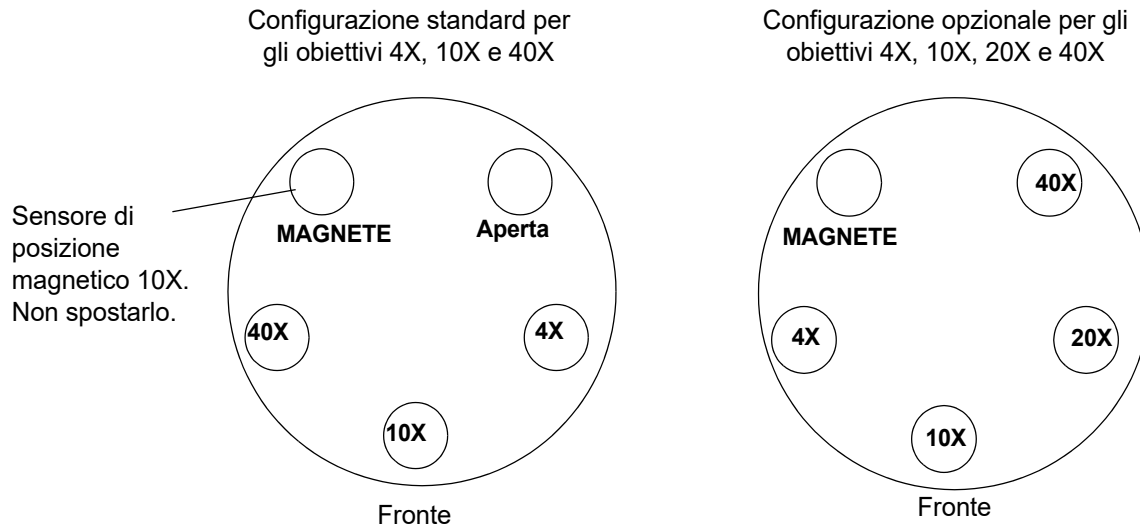 Configurazione standard per
gli obiettivi 4X, 10X e 40X
Sensore di
posizione
magnetico 10X.
Non spostarlo.
MAGNETE
Aperta
40X
4X
10X
Fronte
Configurazione opzionale per gli
obiettivi 4X, 10X, 20X e 40X
40X
MAGNETE
4X
20X
10X
Fronte